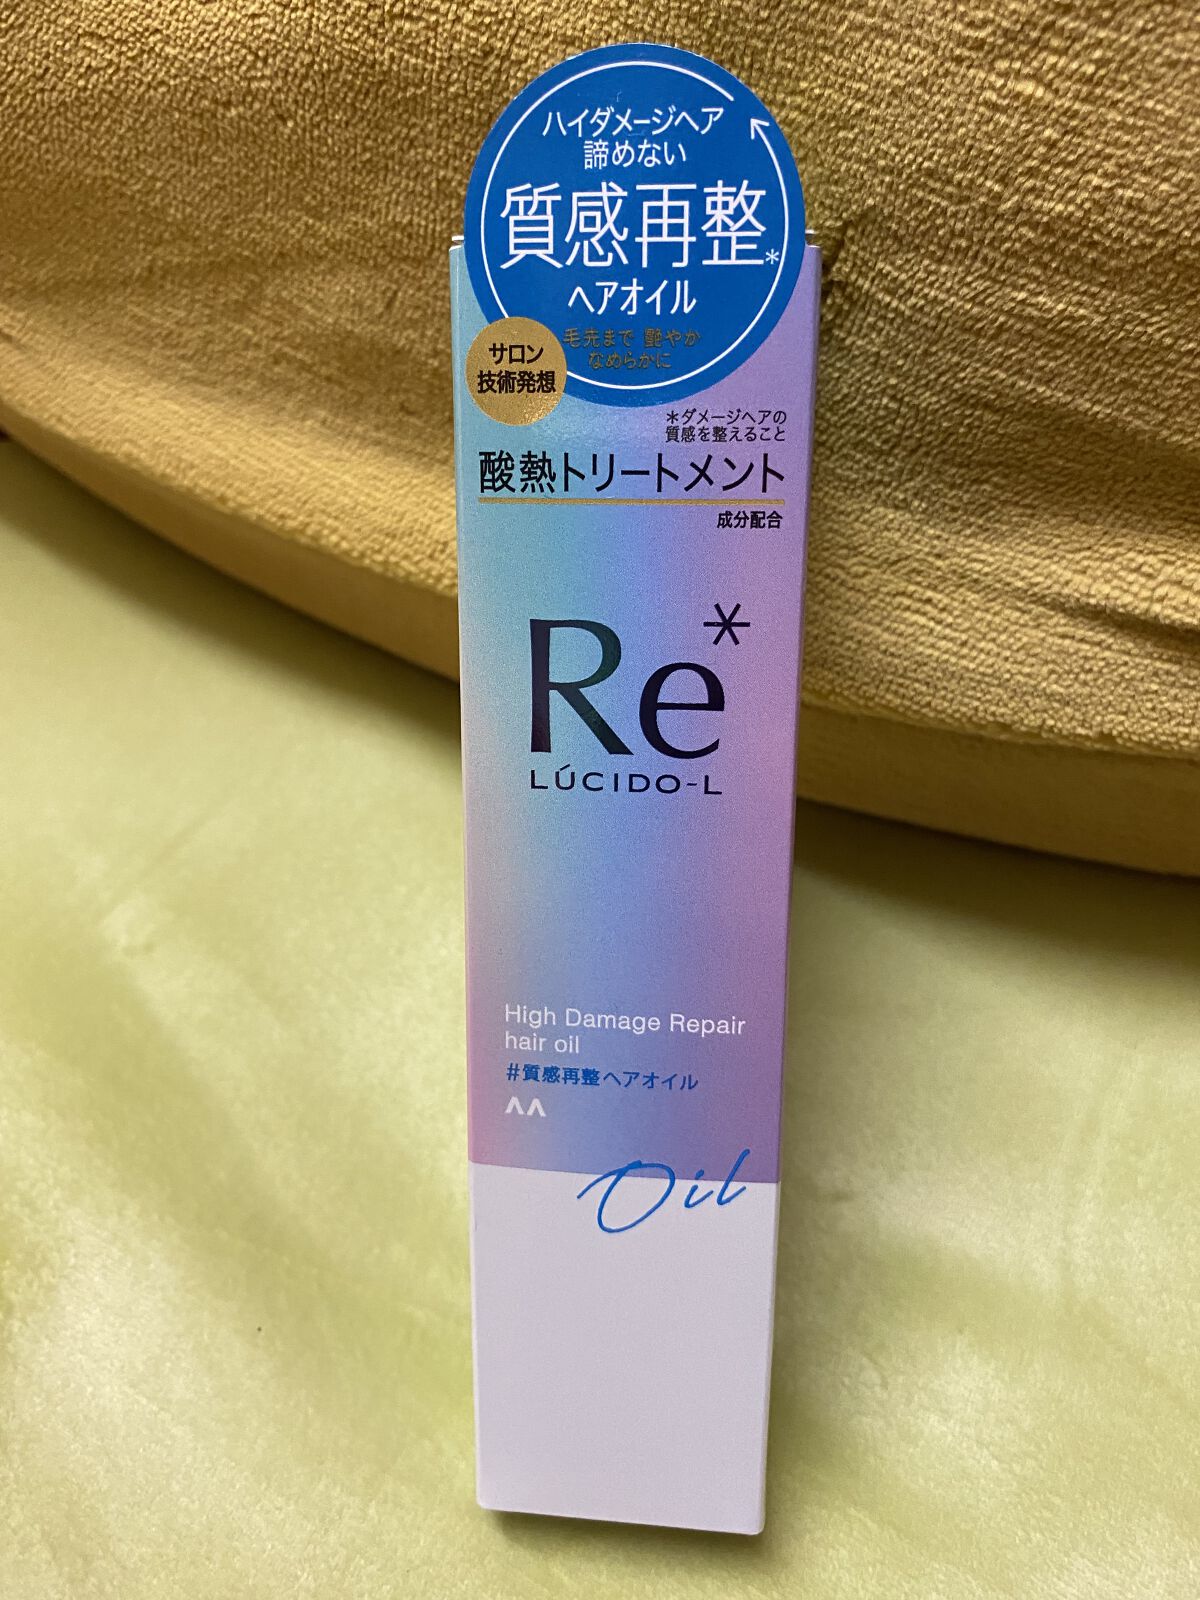 ハイダメージヘア
諦めない
質感再整*
ヘアオイル
毛先まで 艶やか
なめらかに
サロン
技術発想
*ダメージヘアの
質感を整えること
酸熱トリートメント
成分配合
Re*
LÚCIDO-L
High Damage Repair
hair oil
#質感再整ヘアオイル
Oil